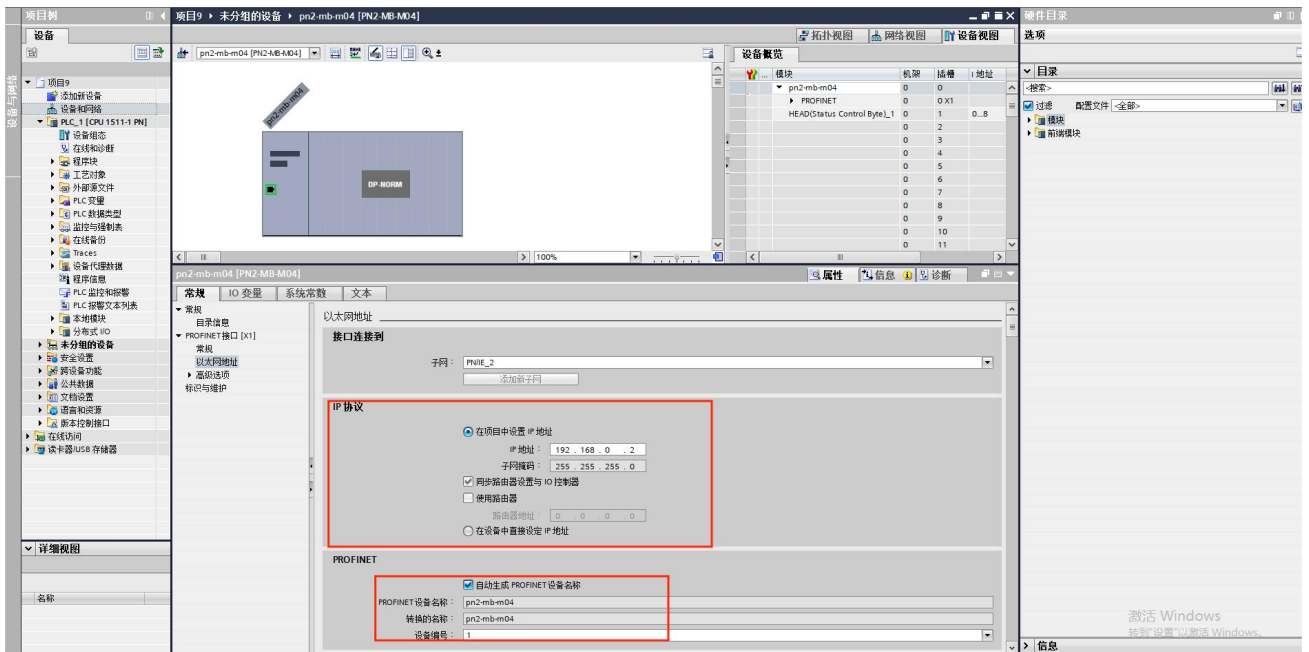 项目树
设备
设备与网络
项目9
添加新设备
设备和网络
PLC_1 [CPU 1511-1 PN]
设备组态
在线和诊断
程序块
工艺对象
外部源文件
PLC 变量
PLC 数据类型
监控与强制表
在线备份
Traces
设备代理数据
程序信息
PLC 监控和报警
PLC 报警文本列表
本地模块
分布式 I/O
未分组的设备
安全设置
跨设备功能
公共数据
文档设置
语言和资源
版本控制接口
在线访问
读卡器/USB 存储器
详细视图
名称
项目9 ▸ 未分组的设备 ▸ pn2-mb-m04 [PN2-MB-M04]
拓扑视图
网络视图
设备视图
pn2-mb-m04 [PN2-MB-M04]
pn2-mb-m04
DP-NORM
100%
设备概览
... 模块 机架 插槽 I 地址
pn2-mb-m04 0 0
PROFINET 0 0 X1
HEAD(Status Control Byte)_1 0 1 0...8
0 2
0 3
0 4
0 5
0 6
0 7
0 8
0 9
0 10
0 11
pn2-mb-m04 [PN2-MB-M04]
属性
信息
诊断
常规 IO 变量 系统常数 文本
常规
目录信息
PROFINET接口 [X1]
常规
以太网地址
高级选项
标识与维护
以太网地址
接口连接到
子网： PN/IE_2
添加新子网
IP 协议
在项目中设置 IP 地址
IP 地址： 192 . 168 . 0 . 2
子网掩码： 255 . 255 . 255 . 0
同步路由器设置与 IO 控制器
使用路由器
路由器地址： 0 . 0 . 0 . 0
在设备中直接设定 IP 地址
PROFINET
自动生成 PROFINET 设备名称
PROFINET设备名称： pn2-mb-m04
转换的名称： pn2-mb-m04
设备编号： 1
硬件目录
选项
目录
<搜索>
过滤 配置文件 <全部>
模块
前端模块
激活 Windows
转到"设置"以激活 Windows。
信息